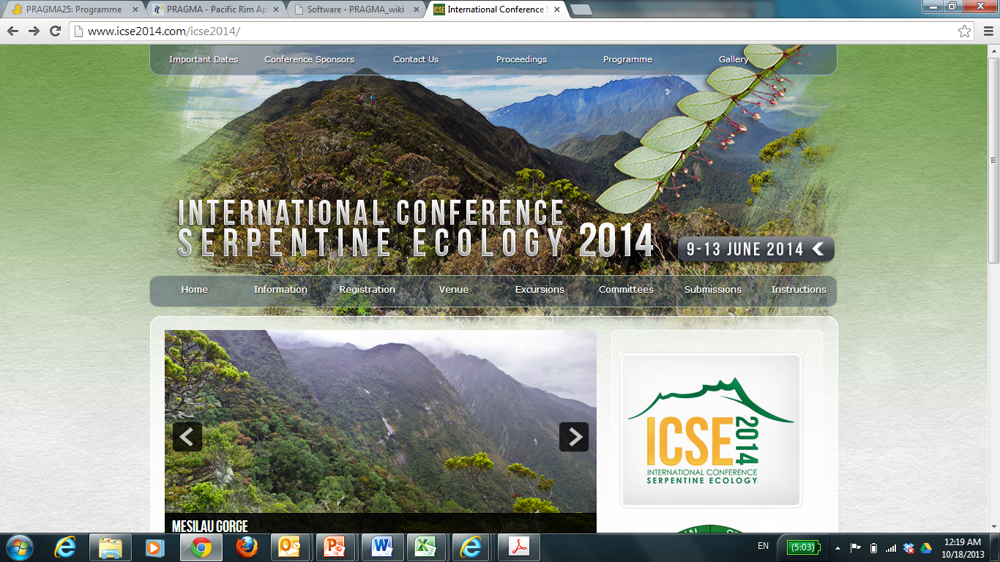 PRAGMA25: Programme
PRAGMA - Pacific Rim Ap
Software - PRAGMA_wiki
ICSE International Conference S
www.icse2014.com/icse2014/
Important Dates
Conference Sponsors
Contact Us
Proceedings
Programme
Gallery
INTERNATIONAL CONFERENCE
SERPENTINE ECOLOGY 2014
9-13 JUNE 2014
Home
Information
Registration
Venue
Excursions
Committees
Submissions
Instructions
ICSE 2014
INTERNATIONAL CONFERENCE
SERPENTINE ECOLOGY
MESILAU GORGE
EN
(5:03)
12:19 AM
10/18/2013